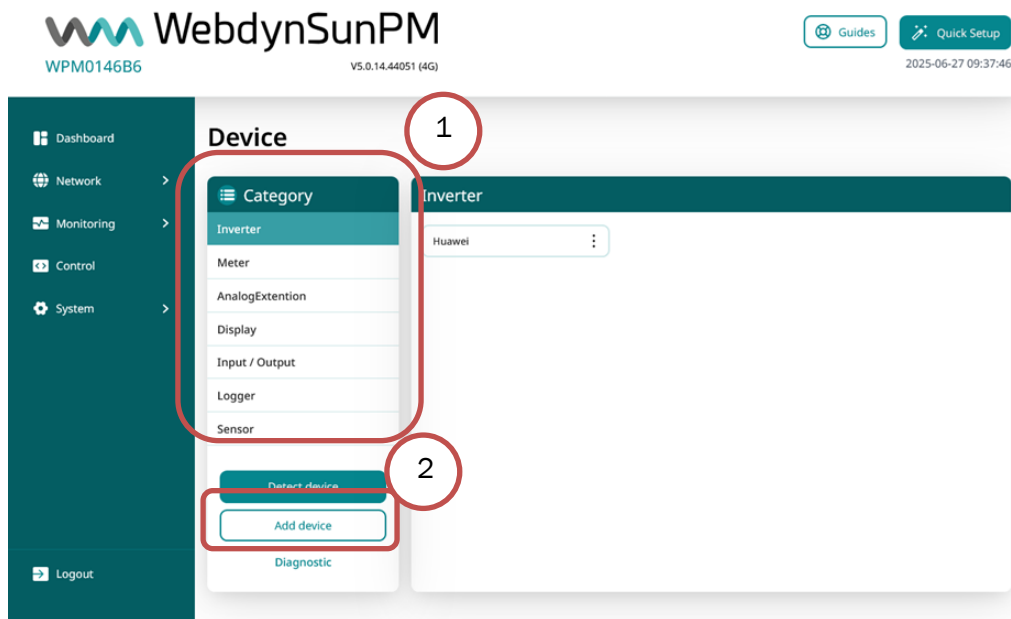 WebdynSunPM
WPM0146B6
V5.0.14.44051 (4G)
Guides
Quick Setup
2025-06-27 09:37:46
Dashboard
Network
Monitoring
Control
System
Logout
Device
1
Category
Inverter
Meter
AnalogExtention
Display
Input / Output
Logger
Sensor
2
Detect device
Add device
Diagnostic
Inverter
Huawei